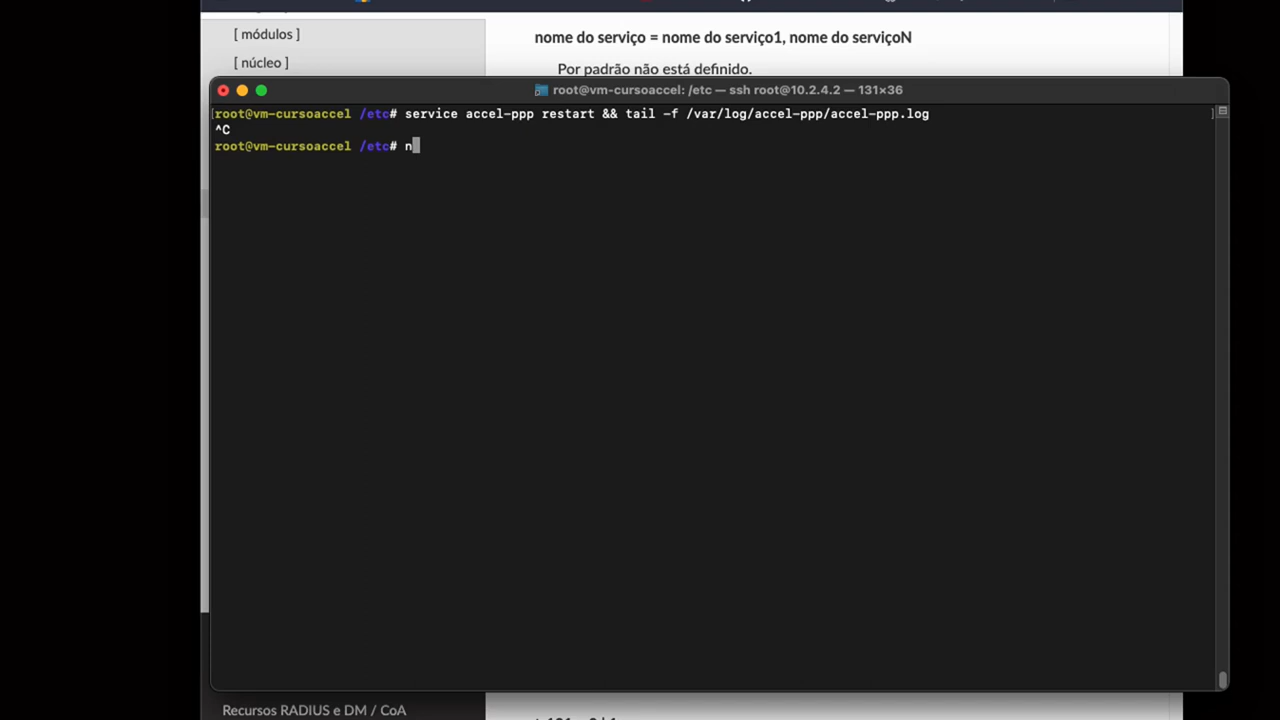 [ módulos ]
nome do serviço = nome do serviço1, nome do serviçoN
[ núcleo ]
Por padrão não está definido.
root@vm-cursoaccel: /etc — ssh root@10.2.4.2 — 131×36
[root@vm-cursoaccel /etc# service accel-ppp restart && tail -f /var/log/accel-ppp/accel-ppp.log ]
^C
root@vm-cursoaccel /etc# n
Recursos RADIUS e DM / CoA